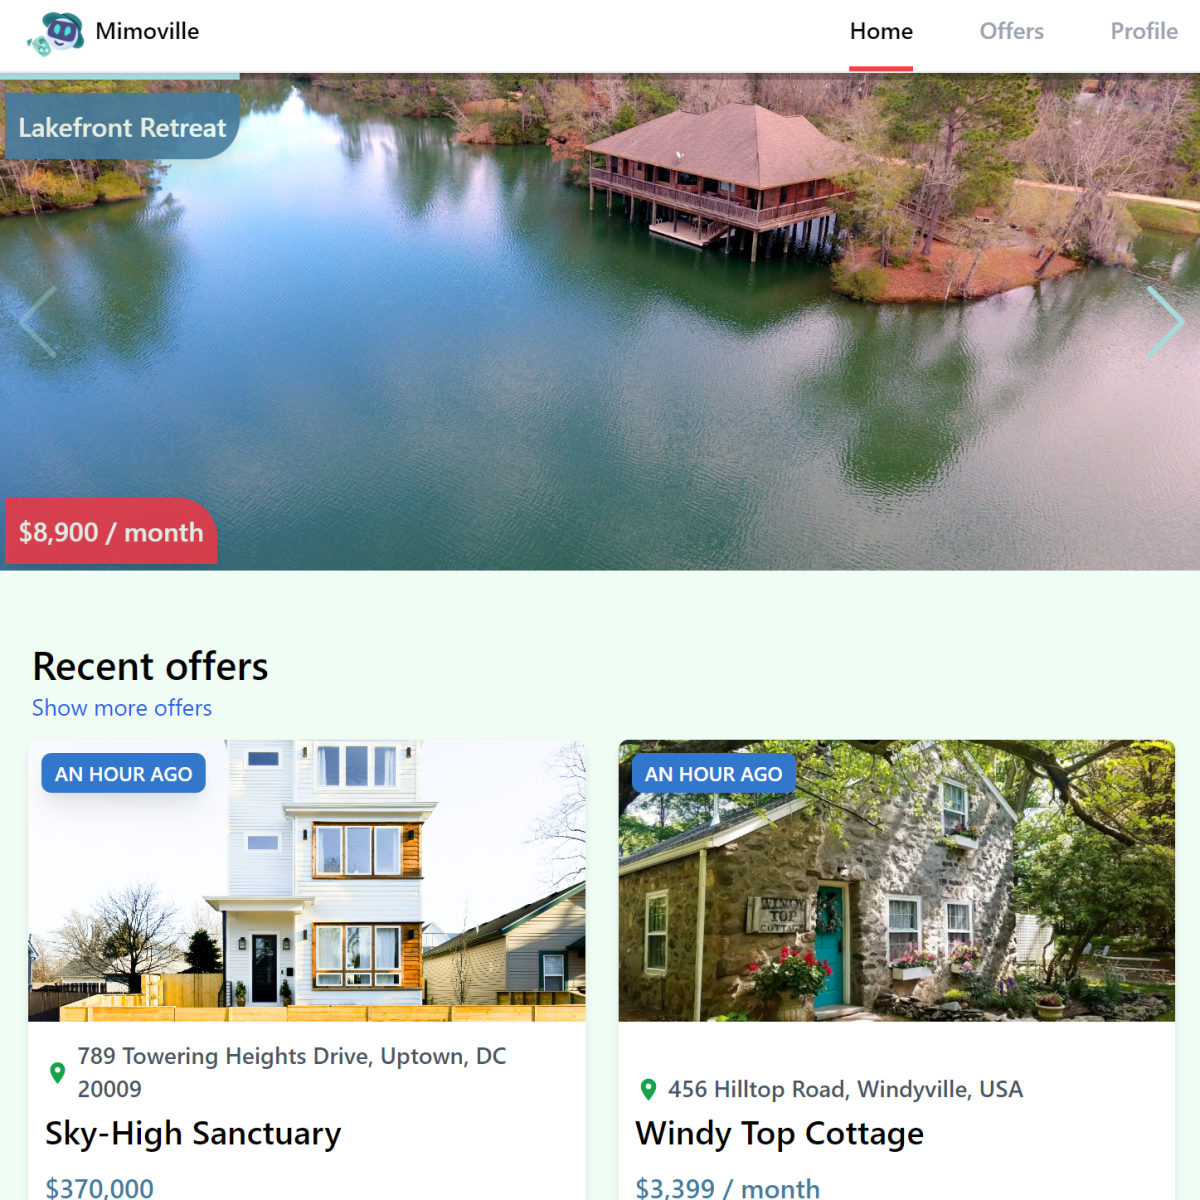 Mimoville
Home
Offers
Profile
Lakefront Retreat
$8,900 / month
Recent offers
Show more offers
AN HOUR AGO
789 Towering Heights Drive, Uptown, DC
20009
Sky-High Sanctuary
$370,000
AN HOUR AGO
WINDY
TOP
COTTAGE
456 Hilltop Road, Windyville, USA
Windy Top Cottage
$3,399 / month